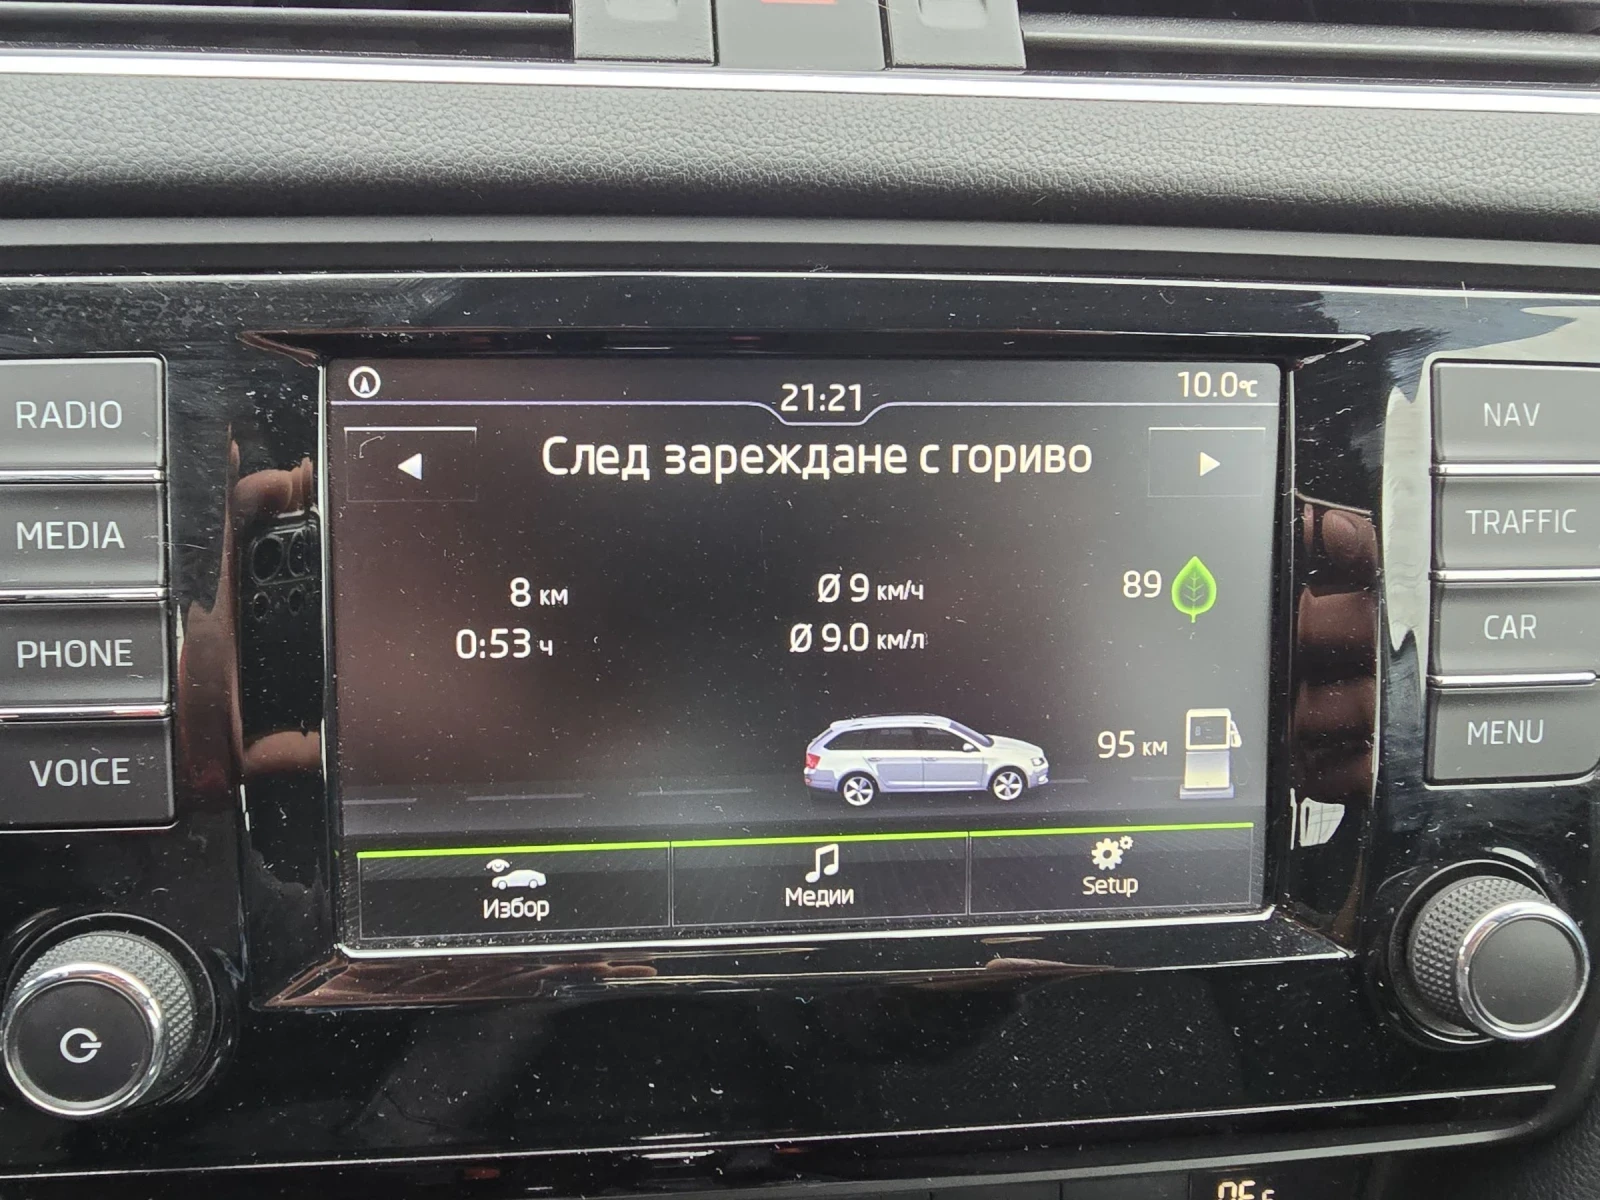 RADIO
MEDIA
PHONE
VOICE
21:21
10.0°C
След зареждане с гориво
8 км
0:53 ч
Ø 9 км/ч
Ø 9.0 км/л
89
95 км
Избор
Медии
Setup
NAV
TRAFFIC
CAR
MENU